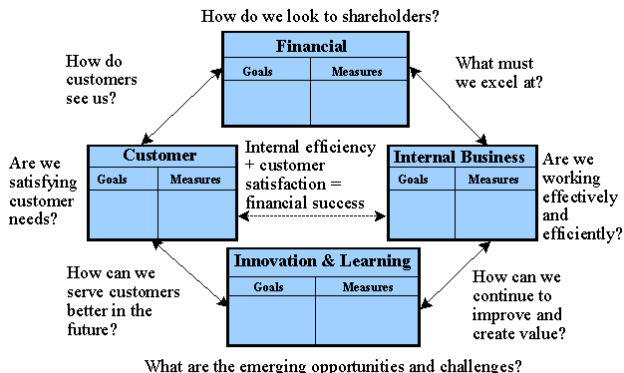 How do we look to shareholders?
Financial
Goals Measures
How do
customers
see us?
What must
we excel at?
Customer
Goals Measures
Internal efficiency
+ customer
satisfaction =
financial success
Internal Business
Goals Measures
Are we
satisfying
customer
needs?
Are we
working
effectively
and
efficiently?
Innovation & Learning
Goals Measures
How can we
serve customers
better in the
future?
How can we
continue to
improve and
create value?
What are the emerging opportunities and challenges?